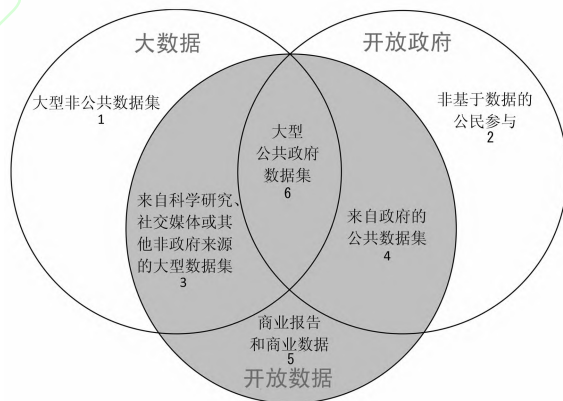 大数据
开放政府
大型非公共数据集
1
非基于数据的
公民参与
2
大型
公共政府
数据集
6
来自科学研究、
社交媒体或其
他非政府来源
的大型数据集
3
来自政府的
公共数据集
4
商业报告
和商业数据
5
开放数据